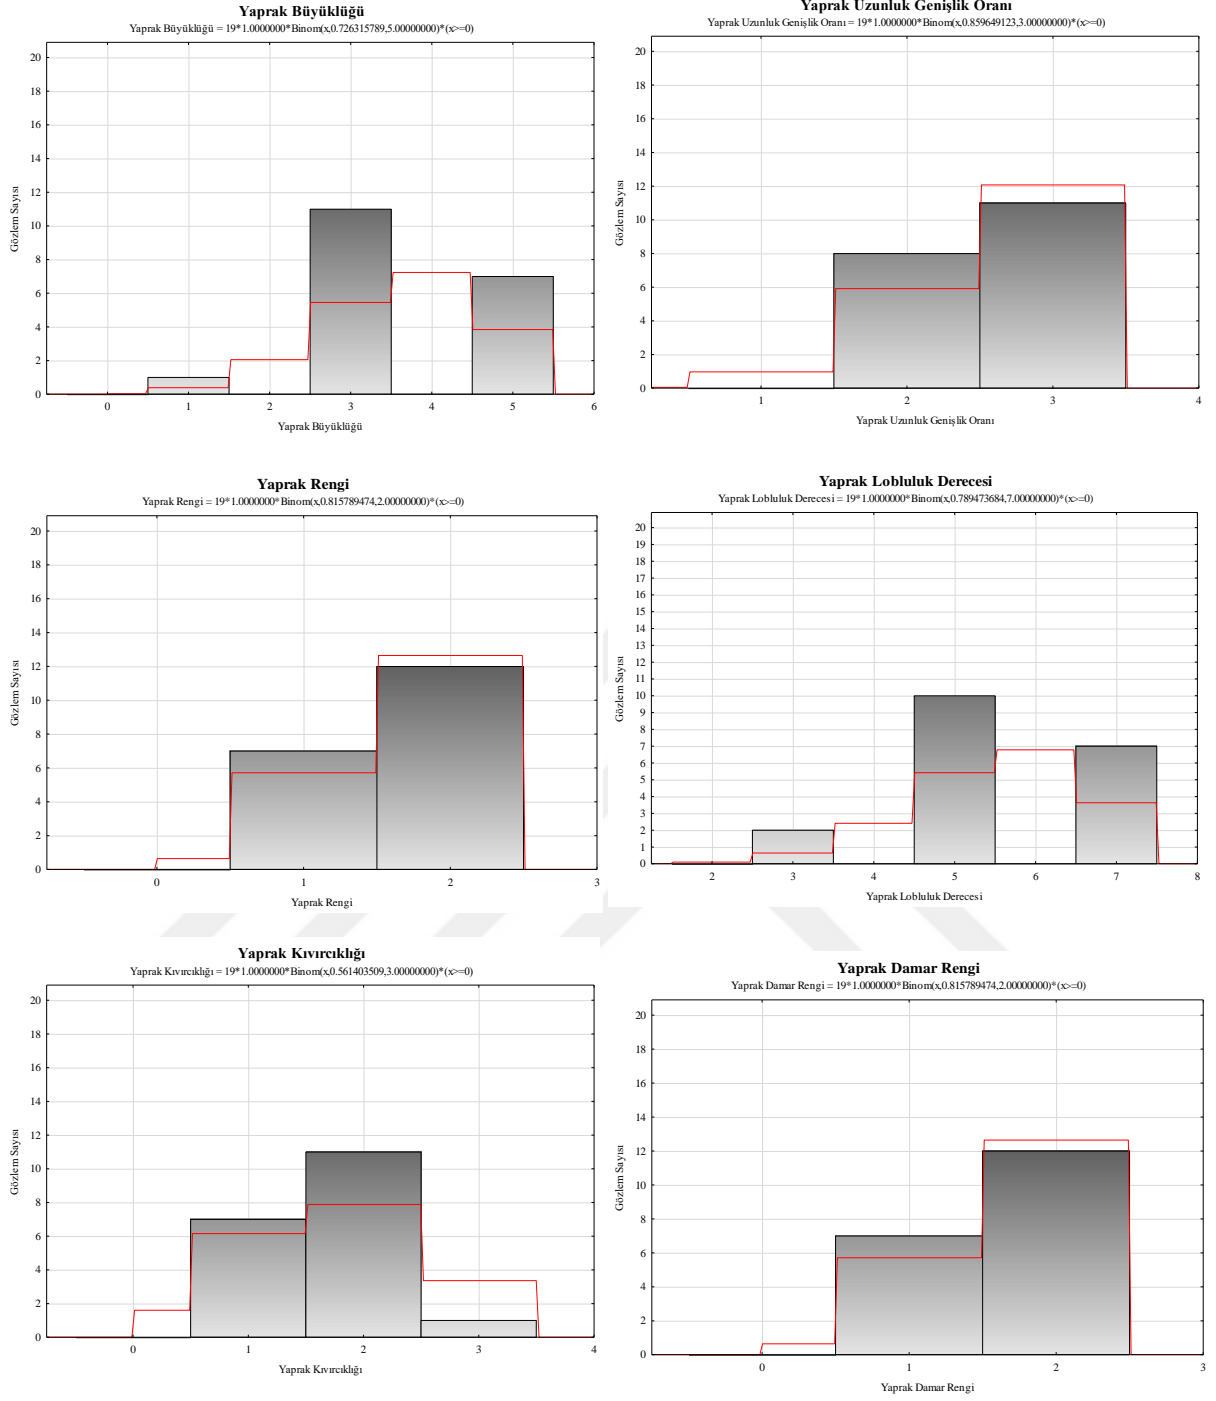 Yaprak Büyüklüğü
Yaprak Büyüklüğü = 19*1.0000000*Binom(x,0.726315789,5.00000000)*(x>=0)
20
18
16
14
12
10
8
6
4
2
0
Gözlem Sayısı
0 1 2 3 4 5 6
Yaprak Büyüklüğü
Yaprak Uzunluk Genişlik Oranı
Yaprak Uzunluk Genişlik Oranı = 19*1.0000000*Binom(x,0.859649123,3.00000000)*(x>=0)
20
18
16
14
12
10
8
6
4
2
0
Gözlem Sayısı
1 2 3 4
Yaprak Uzunluk Genişlik Oranı
Yaprak Rengi
Yaprak Rengi = 19*1.0000000*Binom(x,0.815789474,2.00000000)*(x>=0)
20
18
16
14
12
10
8
6
4
2
0
Gözlem Sayısı
0 1 2 3
Yaprak Rengi
Yaprak Lobluluk Derecesi
Yaprak Lobluluk Derecesi = 19*1.0000000*Binom(x,0.789473684,7.00000000)*(x>=0)
20
19
18
17
16
15
14
13
12
11
10
9
8
7
6
5
4
3
2
1
0
Gözlem Sayısı
2 3 4 5 6 7 8
Yaprak Lobluluk Derecesi
Yaprak Kıvırcıklığı
Yaprak Kıvırcıklığı = 19*1.0000000*Binom(x,0.561403509,3.00000000)*(x>=0)
20
18
16
14
12
10
8
6
4
2
0
Gözlem Sayısı
0 1 2 3 4
Yaprak Kıvırcıklığı
Yaprak Damar Rengi
Yaprak Damar Rengi = 19*1.0000000*Binom(x,0.815789474,2.00000000)*(x>=0)
20
18
16
14
12
10
8
6
4
2
0
Gözlem Sayısı
0 1 2 3
Yaprak Damar Rengi